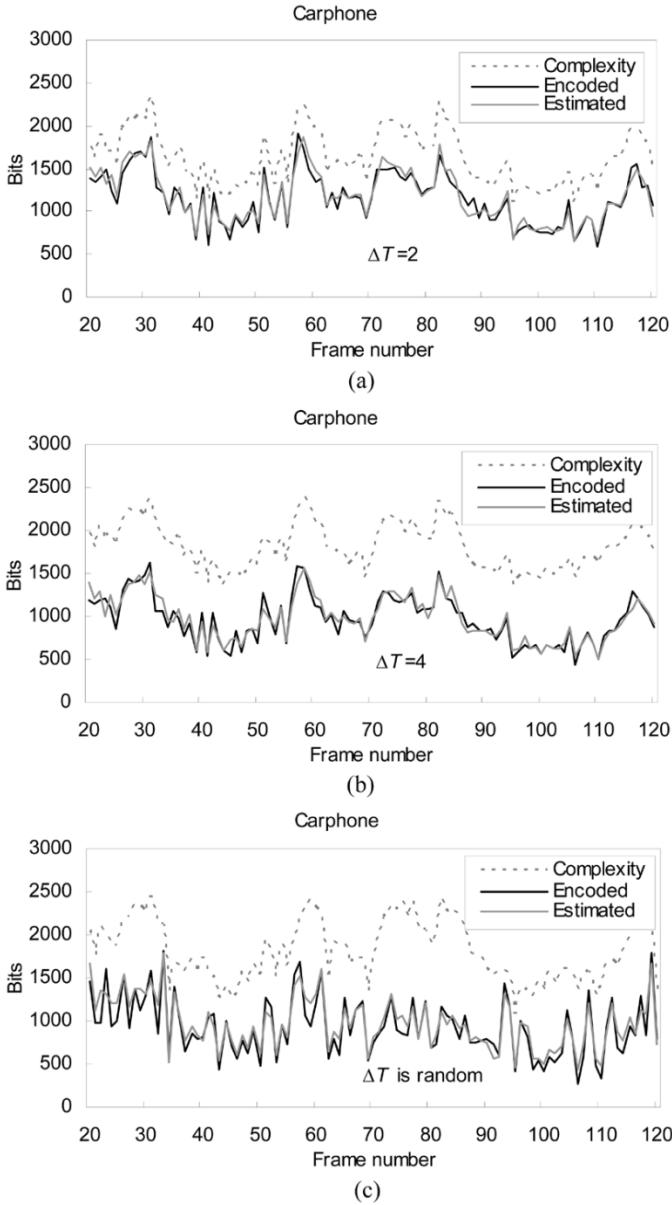 Carphone
3000
2500
2000
1500
1000
500
0
Bits
Complexity
Encoded
Estimated
ΔT=2
20 30 40 50 60 70 80 90 100 110 120
Frame number
(a)
Carphone
3000
2500
2000
1500
1000
500
0
Bits
Complexity
Encoded
Estimated
ΔT=4
20 30 40 50 60 70 80 90 100 110 120
Frame number
(b)
Carphone
3000
2500
2000
1500
1000
500
0
Bits
Complexity
Encoded
Estimated
ΔT is random
20 30 40 50 60 70 80 90 100 110 120
Frame number
(c)